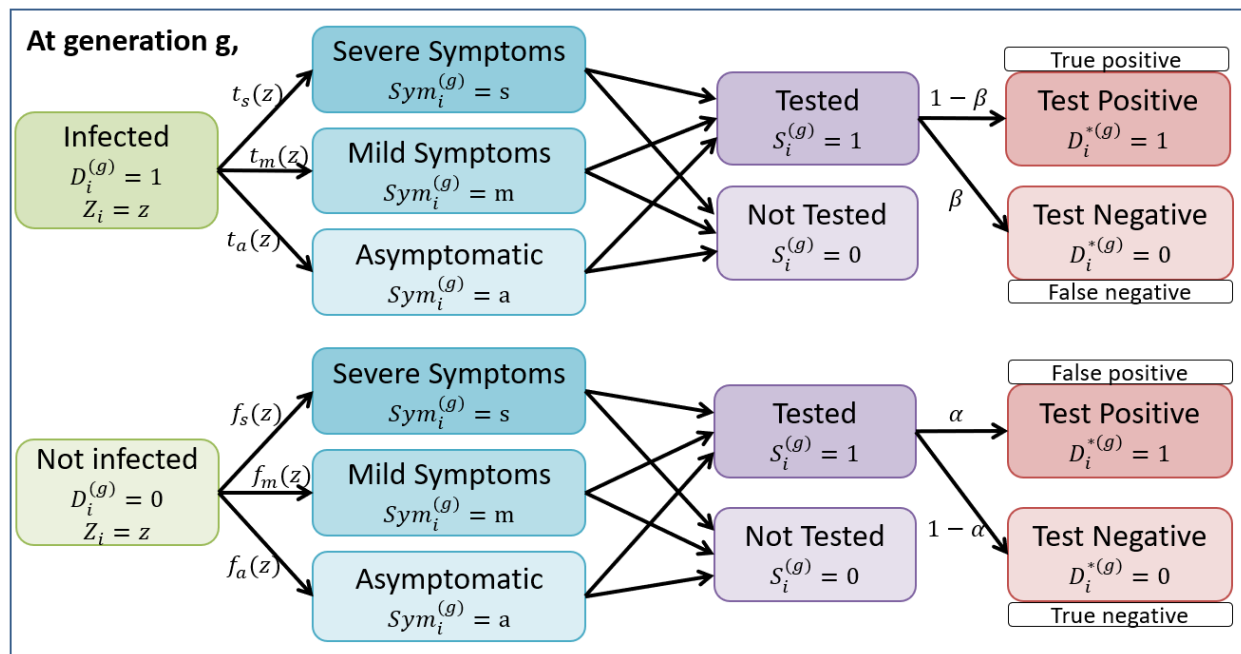 At generation g,
Infected
D_i^{(g)} = 1
Z_i = z
t_s(z)
t_m(z)
t_a(z)
Severe Symptoms
Sym_i^{(g)} = s
Mild Symptoms
Sym_i^{(g)} = m
Asymptomatic
Sym_i^{(g)} = a
Tested
S_i^{(g)} = 1
Not Tested
S_i^{(g)} = 0
1 − β
β
True positive
Test Positive
D_i^{*(g)} = 1
Test Negative
D_i^{*(g)} = 0
False negative
Not infected
D_i^{(g)} = 0
Z_i = z
f_s(z)
f_m(z)
f_a(z)
Severe Symptoms
Sym_i^{(g)} = s
Mild Symptoms
Sym_i^{(g)} = m
Asymptomatic
Sym_i^{(g)} = a
Tested
S_i^{(g)} = 1
Not Tested
S_i^{(g)} = 0
α
1 − α
False positive
Test Positive
D_i^{*(g)} = 1
Test Negative
D_i^{*(g)} = 0
True negative